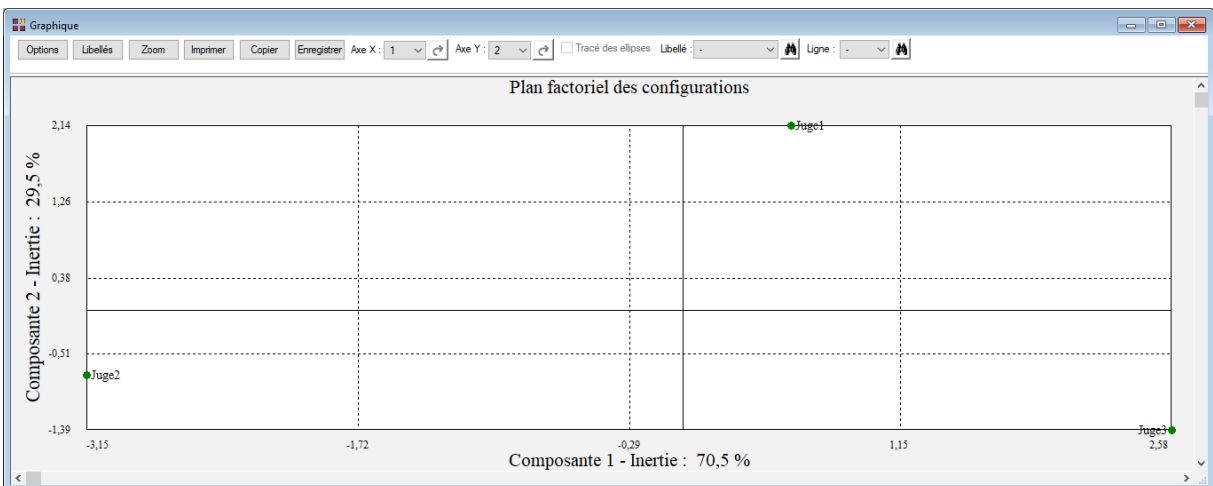 Graphique
Options Libellés Zoom Imprimer Copier Enregistrer Axe X : 1 Axe Y : 2 Tracé des ellipses Libellé : - Ligne : -
Plan factoriel des configurations
2,14
Juge1
1,26
0,38
-0,51
Juge2
-1,39
Juge3
Composante 2 - Inertie : 29,5 %
-3,15 -1,72 -0,29 1,15 2,58
Composante 1 - Inertie : 70,5 %